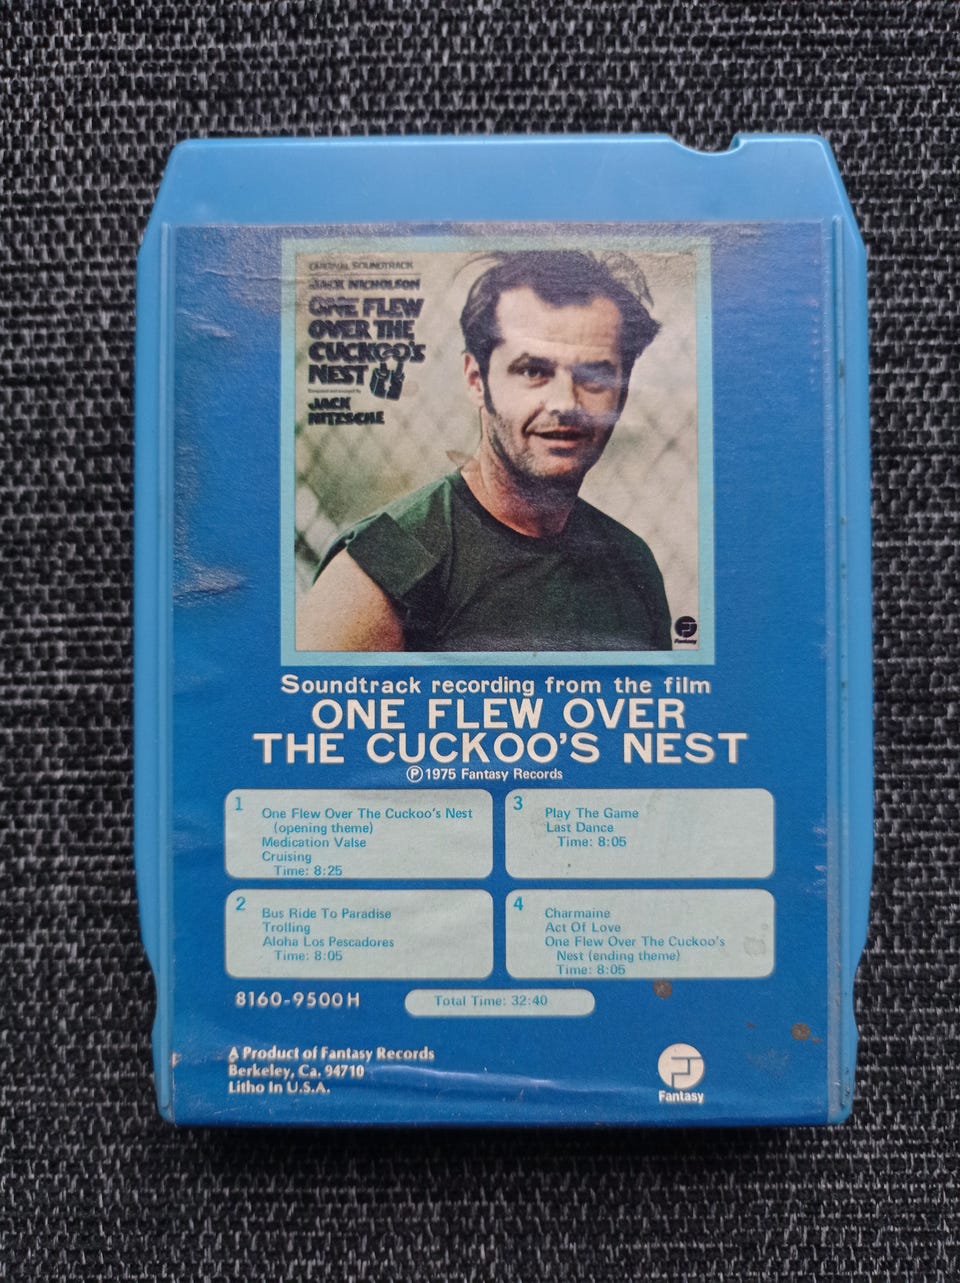 ORIGINAL SOUNDTRACK
JACK NICHOLSON
ONE FLEW
OVER THE
CUCKOO'S
NEST
JACK
NITZSCHE
Fantasy
Soundtrack recording from the film
ONE FLEW OVER
THE CUCKOO'S NEST
℗ 1975 Fantasy Records
1
One Flew Over The Cuckoo's Nest
(opening theme)
Medication Valse
Cruising
Time: 8:25
2
Bus Ride To Paradise
Trolling
Aloha Los Pescadores
Time: 8:05
3
Play The Game
Last Dance
Time: 8:05
4
Charmaine
Act Of Love
One Flew Over The Cuckoo's
Nest (ending theme)
Time: 8:05
8160-9500H
Total Time: 32:40
A Product of Fantasy Records
Berkeley, Ca. 94710
Litho In U.S.A.
Fantasy